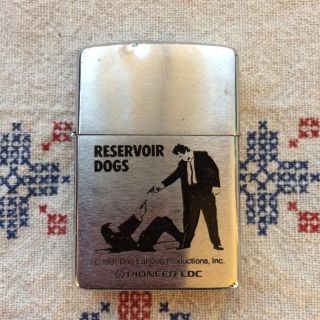 RESERVOIR
DOGS
© 1991 Dog Eat Dog Productions, Inc.
PIONEER LDC